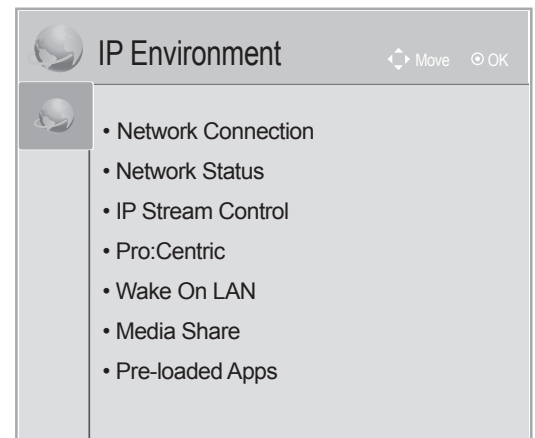 IP Environment
Move OK
• Network Connection
• Network Status
• IP Stream Control
• Pro:Centric
• Wake On LAN
• Media Share
• Pre-loaded Apps